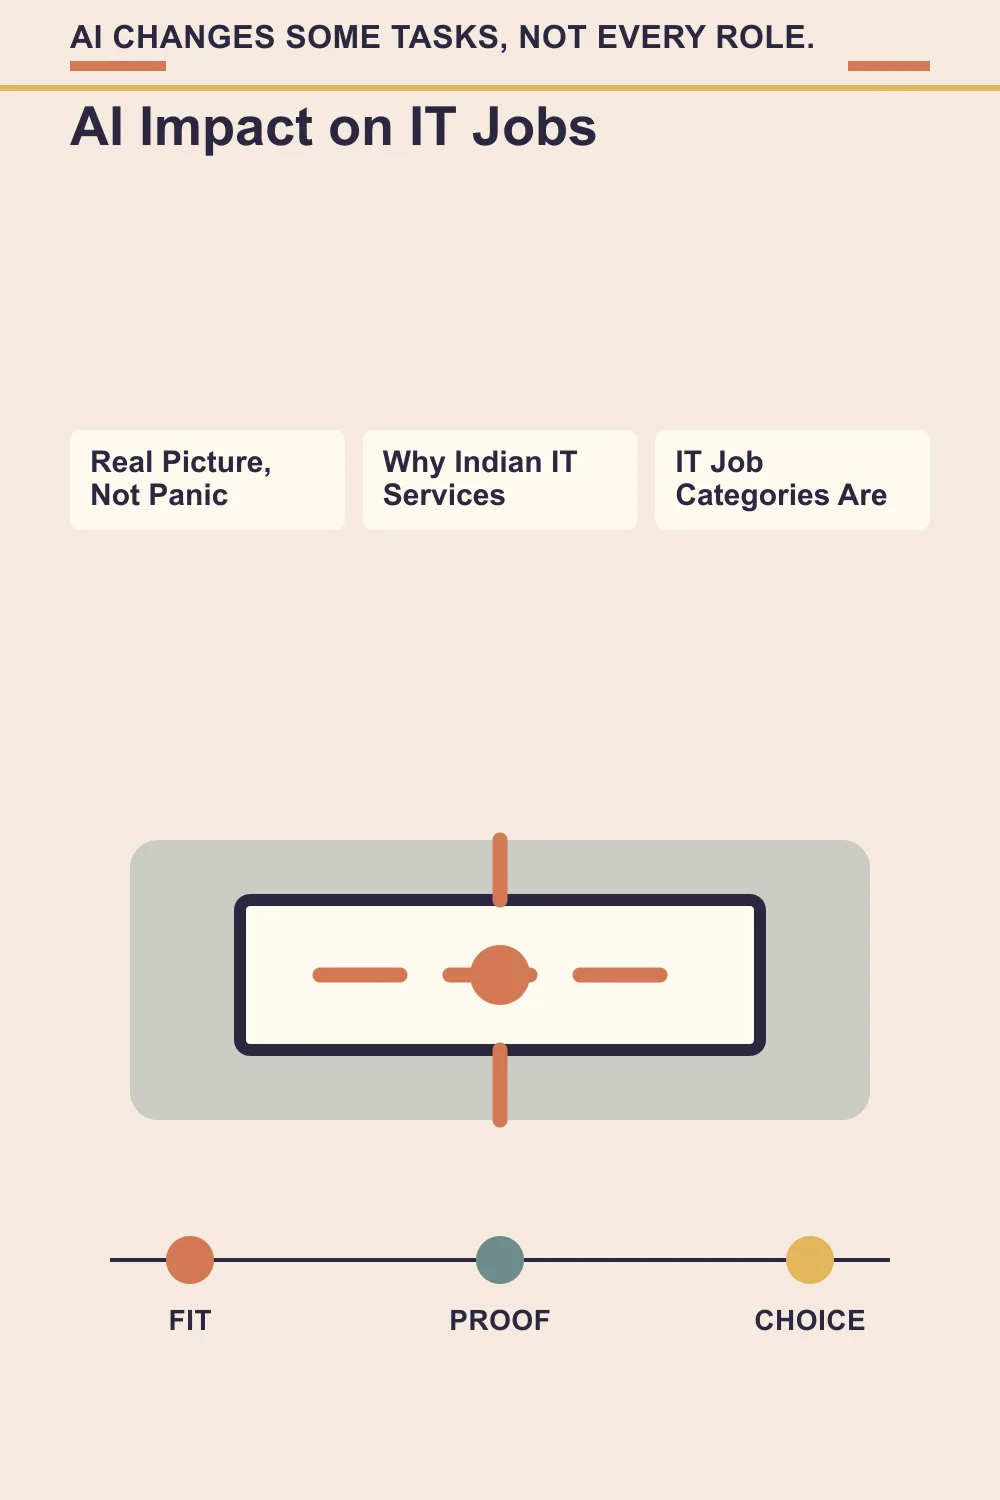 AI CHANGES SOME TASKS, NOT EVERY ROLE.
AI Impact on IT Jobs
Real Picture,
Not Panic
Why Indian IT
Services
IT Job
Categories Are
FIT
PROOF
CHOICE